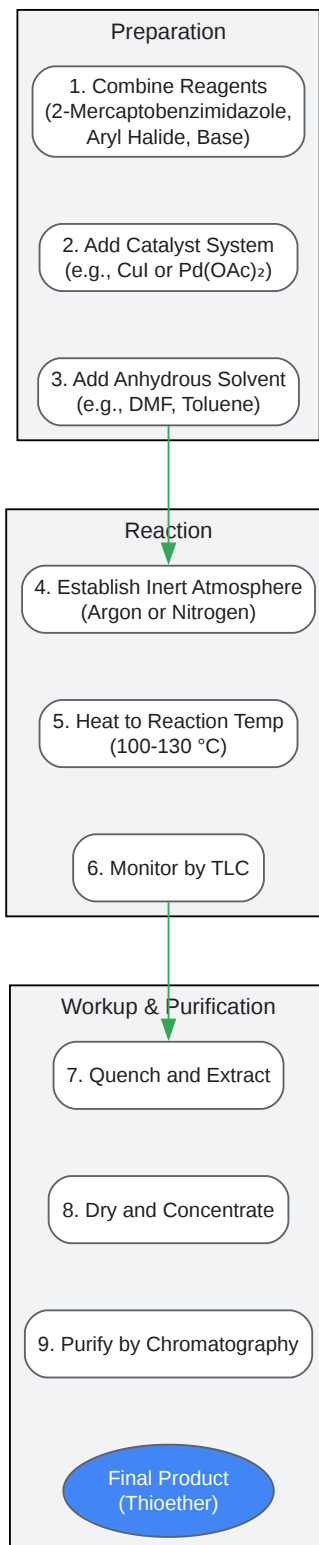 Preparation
1. Combine Reagents
(2-Mercaptobenzimidazole,
Aryl Halide, Base)
2. Add Catalyst System
(e.g., CuI or Pd(OAc)₂)
3. Add Anhydrous Solvent
(e.g., DMF, Toluene)
Reaction
4. Establish Inert Atmosphere
(Argon or Nitrogen)
5. Heat to Reaction Temp
(100-130 °C)
6. Monitor by TLC
Workup & Purification
7. Quench and Extract
8. Dry and Concentrate
9. Purify by Chromatography
Final Product
(Thioether)